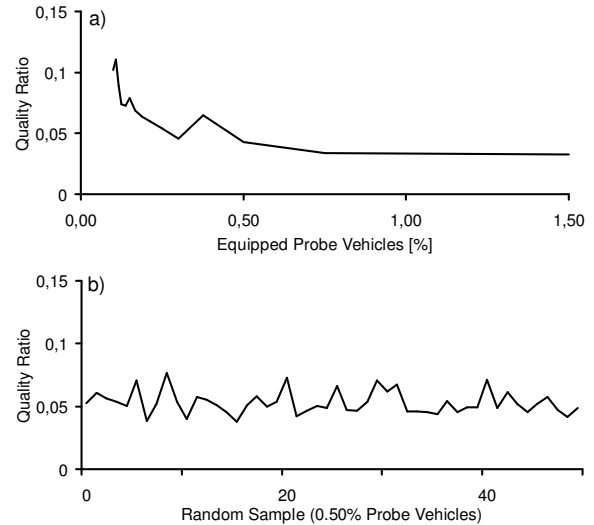 a)
0,15
0,1
0,05
0
Quality Ratio
0,00 0,50 1,00 1,50
Equipped Probe Vehicles [%]
b)
0,15
0,1
0,05
0
Quality Ratio
0 20 40
Random Sample (0.50% Probe Vehicles)